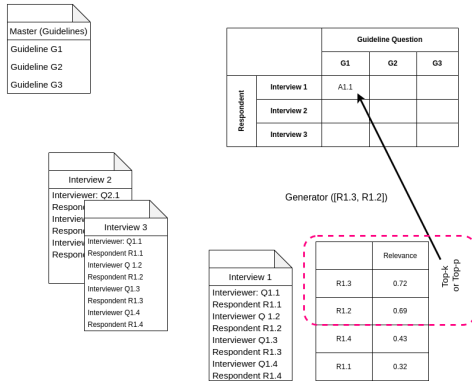 Master (Guidelines)
Guideline G1
Guideline G2
Guideline G3
Guideline Question
G1 G2 G3
Respondent
Interview 1 A1.1
Interview 2
Interview 3
Interview 2
Interviewer: Q2.1
Respon
Interview
Respon
Interview
Respon
Interview 3
Interviewer: Q1.1
Respondent R1.1
Interviewer Q 1.2
Respondent R1.2
Interviewer Q1.3
Respondent R1.3
Interviewer Q1.4
Respondent R1.4
Generator ([R1.3, R1.2])
Interview 1
Interviewer: Q1.1
Respondent R1.1
Interviewer Q 1.2
Respondent R1.2
Interviewer Q1.3
Respondent R1.3
Interviewer Q1.4
Respondent R1.4
Relevance
R1.3 0.72
R1.2 0.69
R1.4 0.43
R1.1 0.32
Top-k
or Top-p